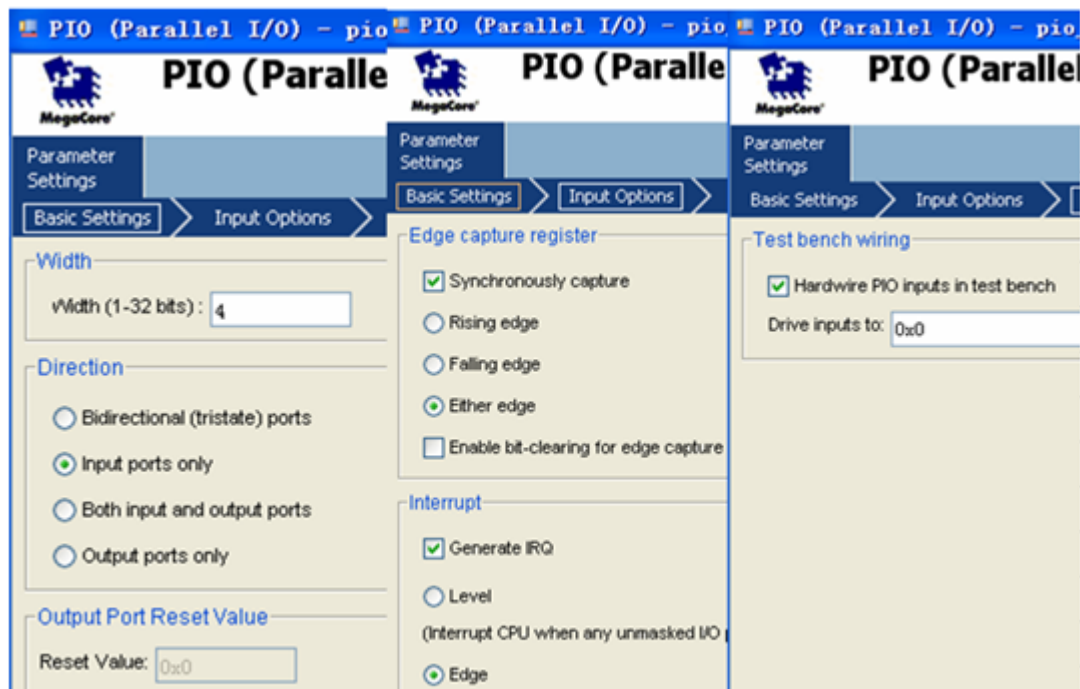 PIO (Parallel I/O) - pio
PIO (Paralle
MegaCore'
Parameter
Settings
Basic Settings
Input Options
Width
Width (1-32 bits) : 4
Direction
Bidirectional (tristate) ports
Input ports only
Both input and output ports
Output ports only
Output Port Reset Value
Reset Value: 0x0
PIO (Parallel I/O) - pio
PIO (Paralle
MegaCore'
Parameter
Settings
Basic Settings
Input Options
Edge capture register
Synchronously capture
Rising edge
Falling edge
Either edge
Enable bit-clearing for edge capture
Interrupt
Generate IRQ
Level
(Interrupt CPU when any unmasked I/O
Edge
PIO (Parallel I/O) - pio_
PIO (Parallel
MegaCore'
Parameter
Settings
Basic Settings
Input Options
Test bench wiring
Hardwire PIO inputs in test bench
Drive inputs to: 0x0